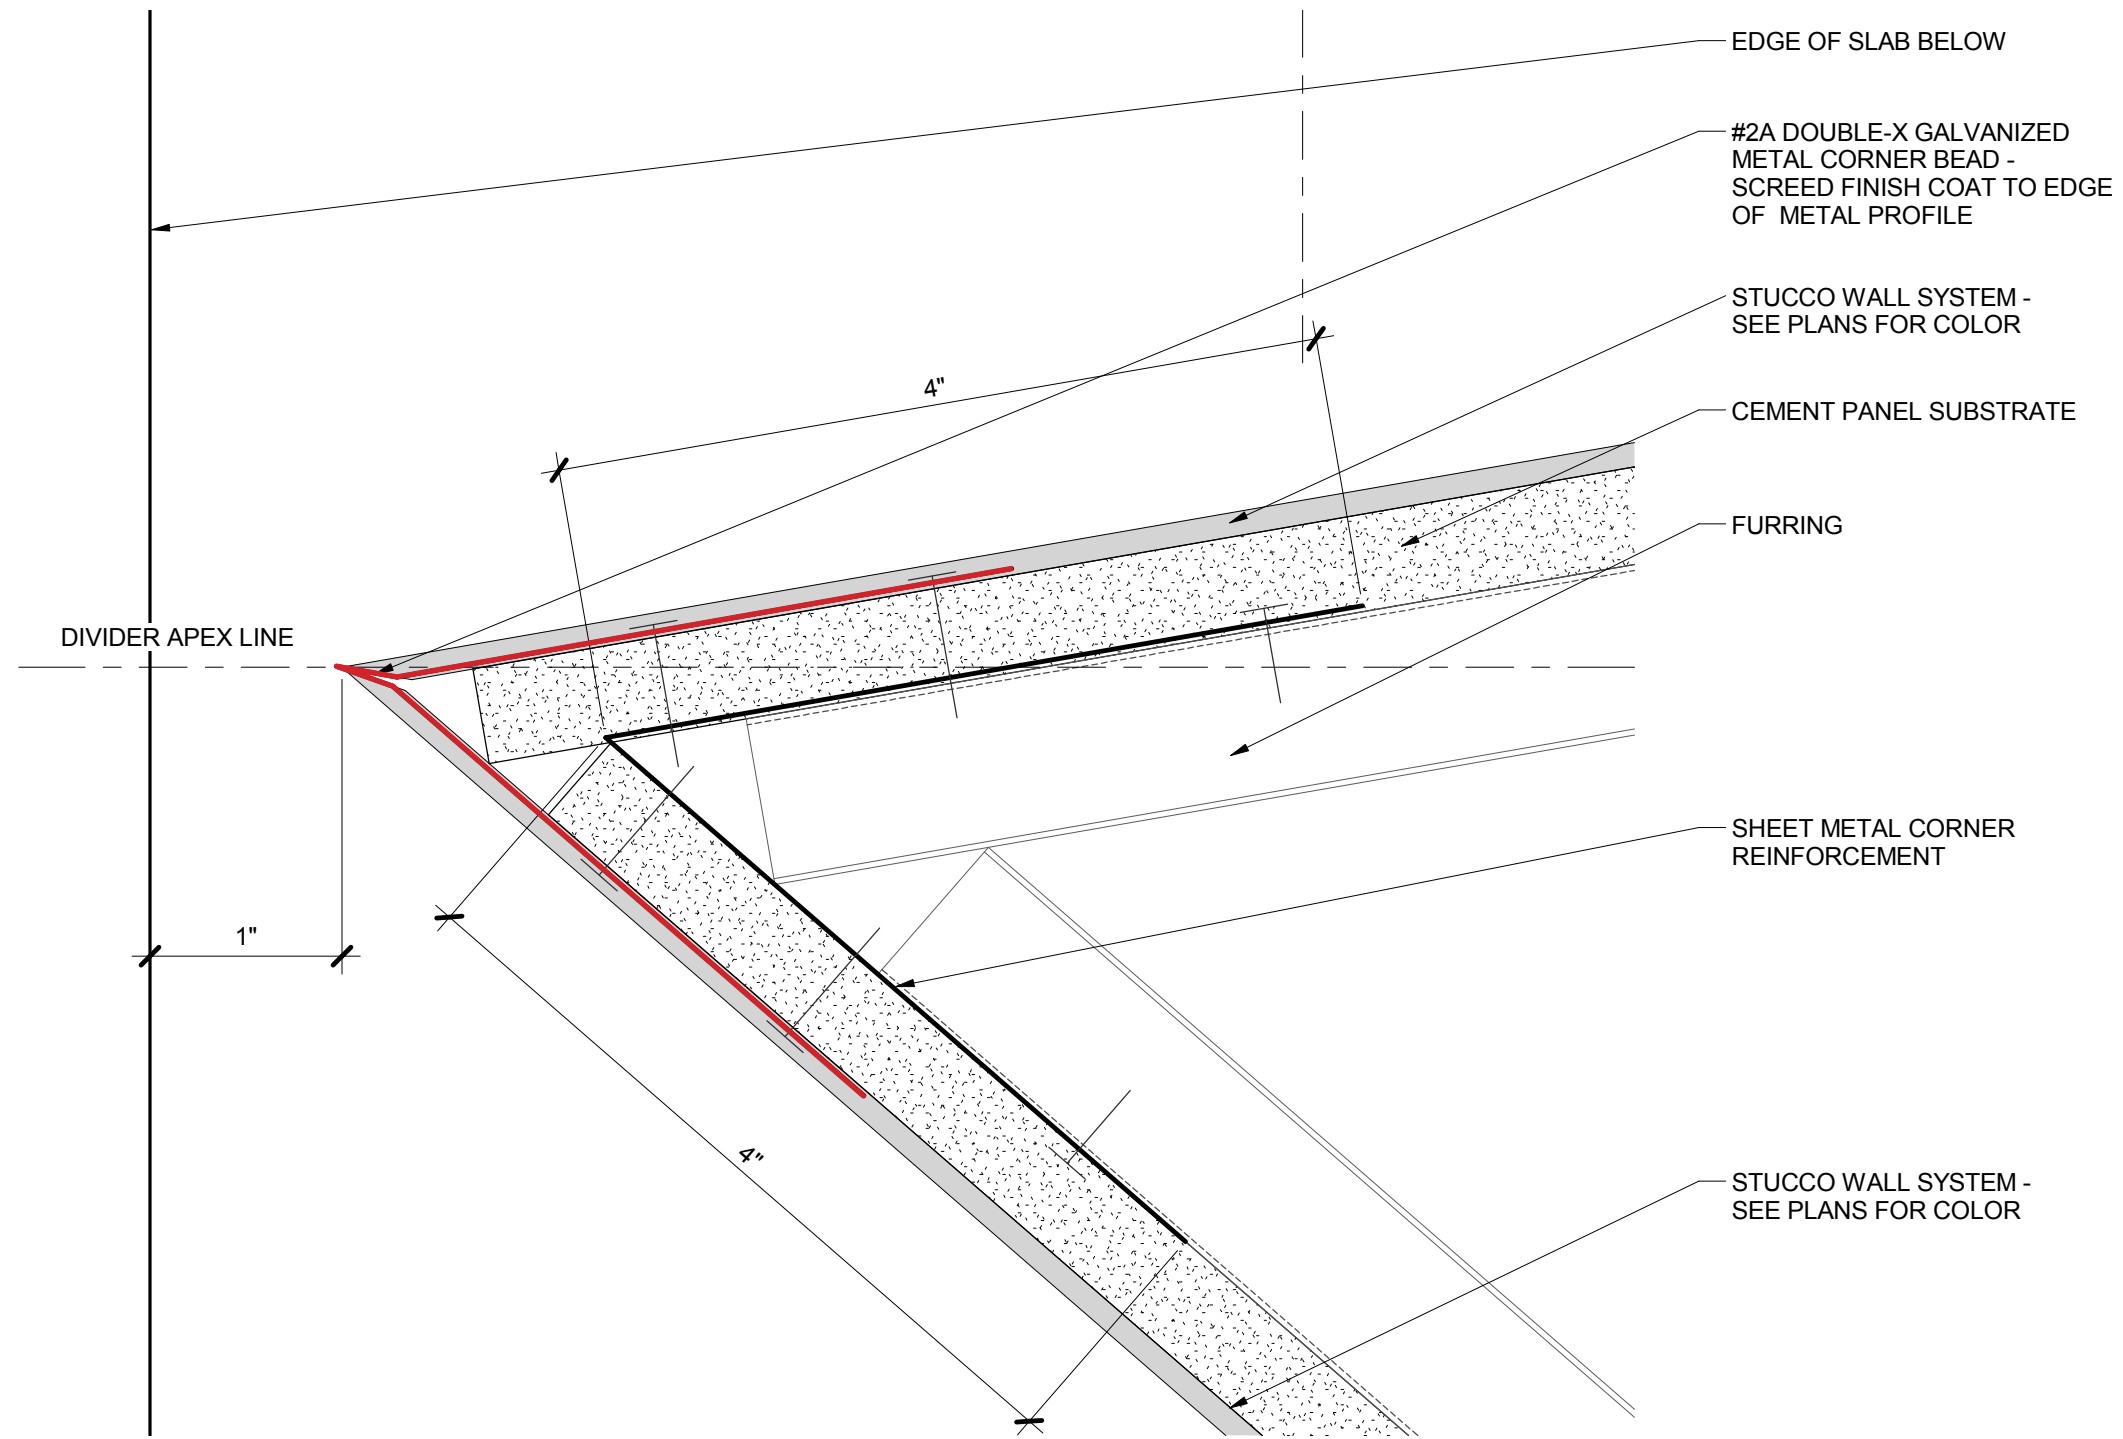 EDGE OF SLAB BELOW
#2A DOUBLE-X GALVANIZED
METAL CORNER BEAD -
SCREED FINISH COAT TO EDGE
OF METAL PROFILE
STUCCO WALL SYSTEM -
SEE PLANS FOR COLOR
4"
CEMENT PANEL SUBSTRATE
FURRING
DIVIDER APEX LINE
SHEET METAL CORNER
REINFORCEMENT
1"
4"
STUCCO WALL SYSTEM -
SEE PLANS FOR COLOR